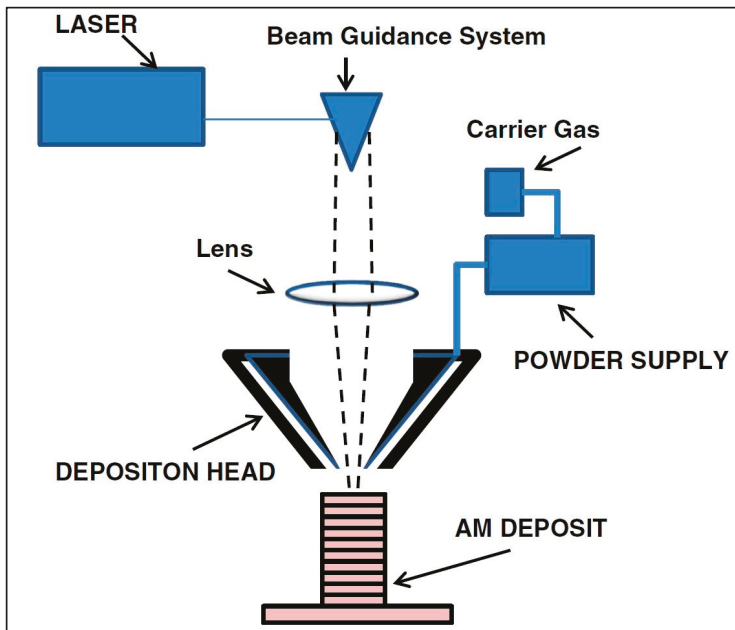 LASER
Beam Guidance System
Carrier Gas
Lens
POWDER SUPPLY
DEPOSITON HEAD
AM DEPOSIT